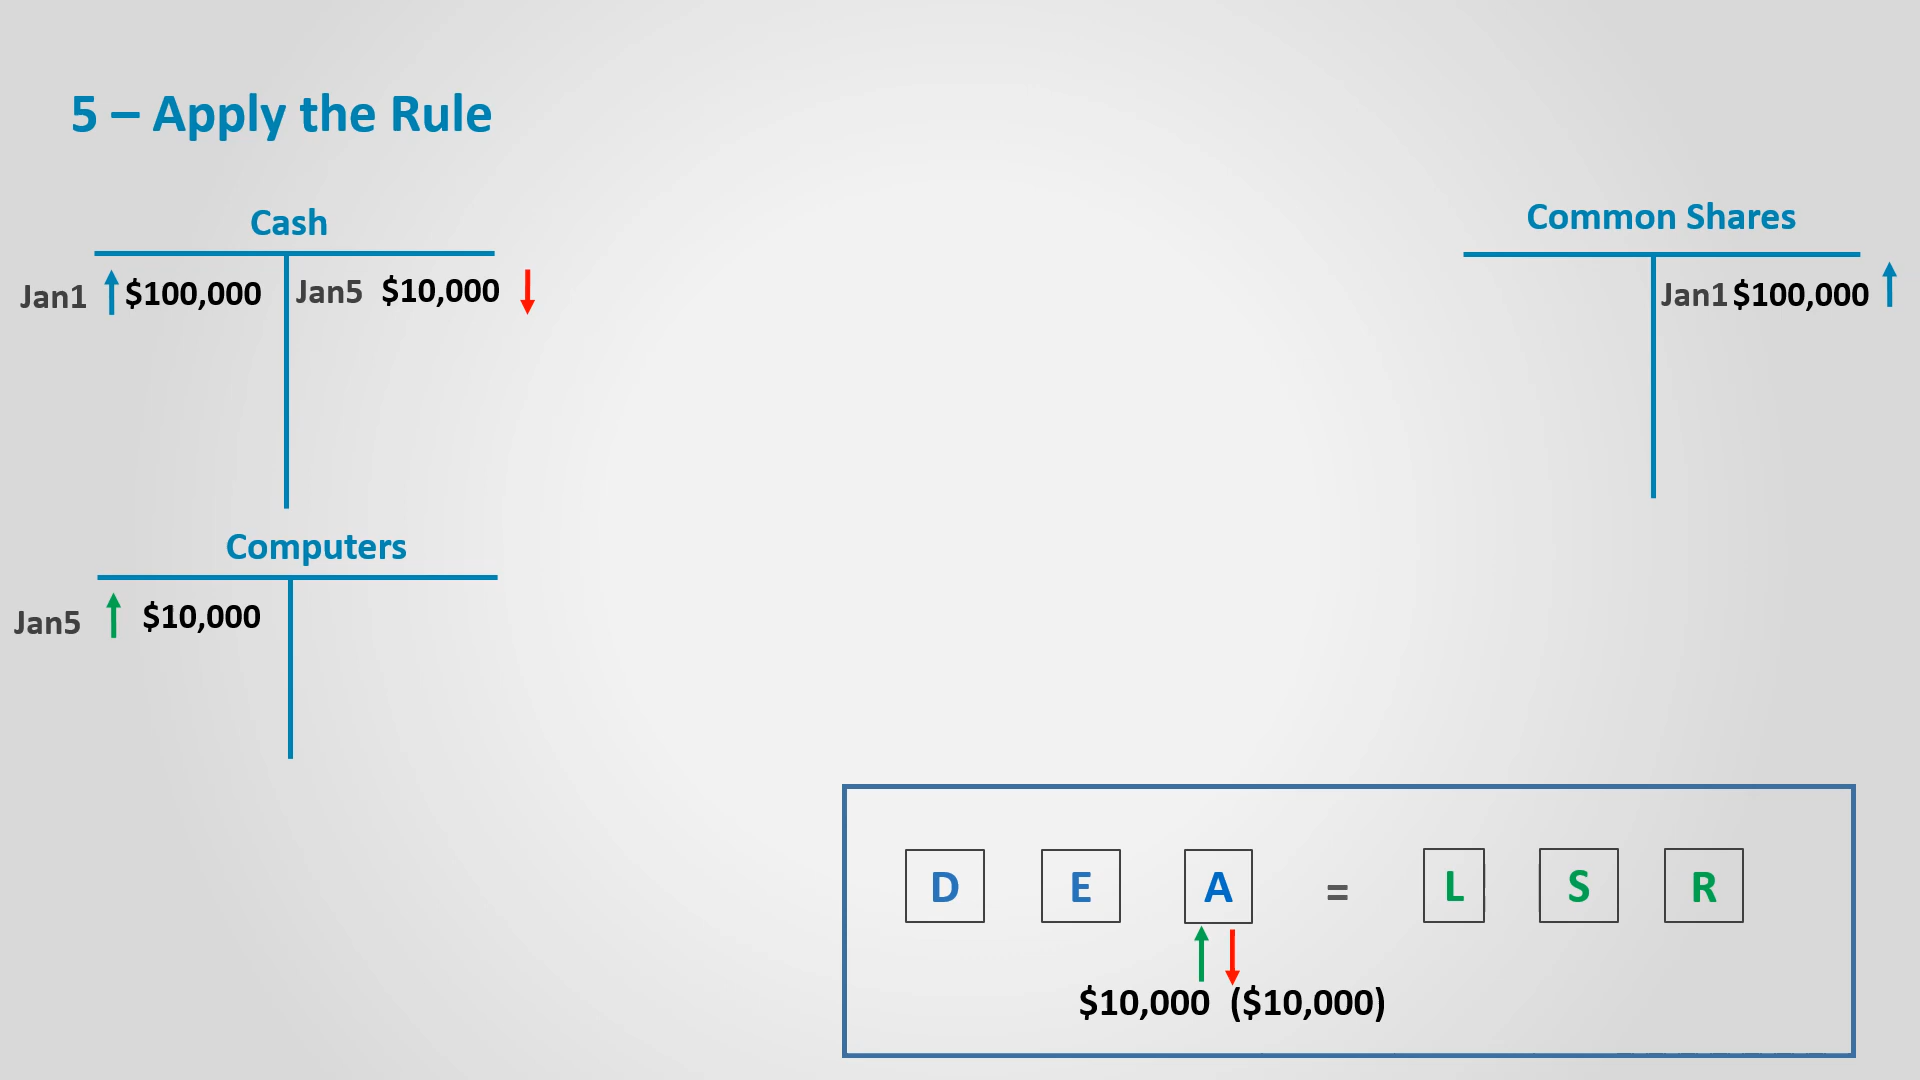 5 – Apply the Rule
Cash
Jan1 $100,000 Jan5 $10,000
Common Shares
Jan1 $100,000
Computers
Jan5 $10,000
D E A = L S R
$10,000 ($10,000)